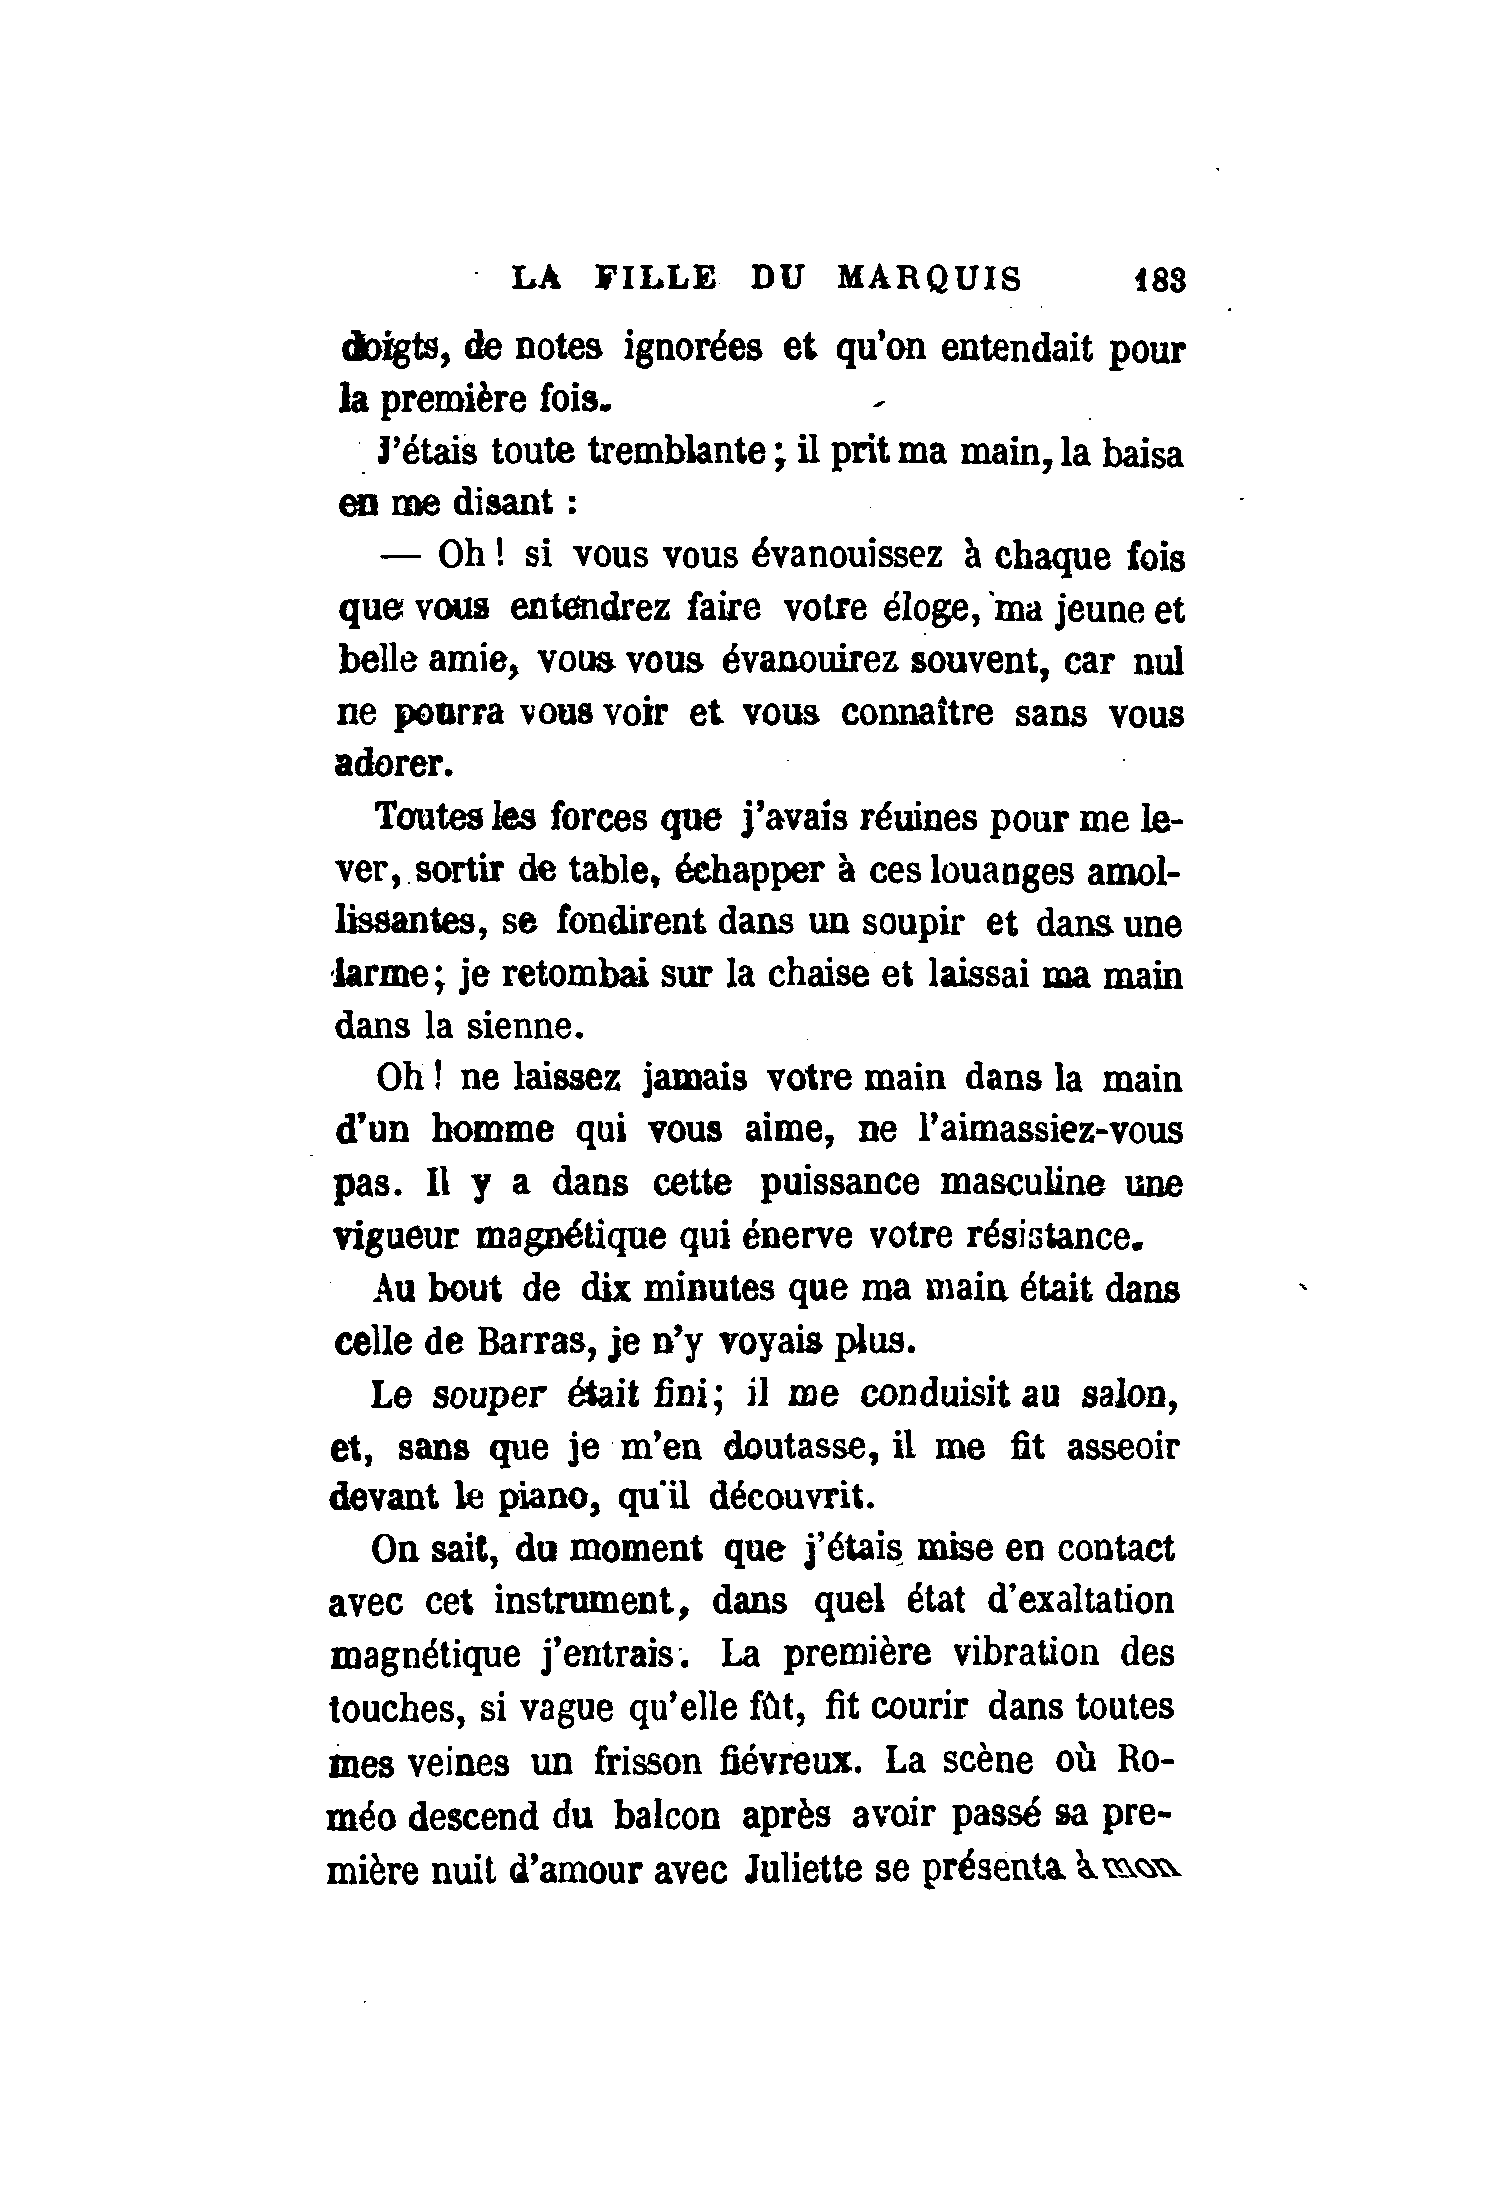 LA FILLE DU MARQUIS 183
doigts, de notes ignorées et qu'on entendait pour
la première fois.
J'étais toute tremblante ; il prit ma main, la baisa
en me disant :
— Oh ! si vous vous évanouissez à chaque fois
que vous entendrez faire votre éloge, ma jeune et
belle amie, vous vous évanouirez souvent, car nul
ne pourra vous voir et vous connaître sans vous
adorer.
Toutes les forces que j'avais réuines pour me le-
ver, sortir de table, échapper à ces louanges amol-
lissantes, se fondirent dans un soupir et dans une
larme ; je retombai sur la chaise et laissai ma main
dans la sienne.
Oh ! ne laissez jamais votre main dans la main
d'un homme qui vous aime, ne l'aimassiez-vous
pas. Il y a dans cette puissance masculine une
vigueur magnétique qui énerve votre résistance.
Au bout de dix minutes que ma main était dans
celle de Barras, je n'y voyais plus.
Le souper était fini ; il me conduisit au salon,
et, sans que je m'en doutasse, il me fit asseoir
devant le piano, qu'il découvrit.
On sait, du moment que j'étais mise en contact
avec cet instrument, dans quel état d'exaltation
magnétique j'entrais. La première vibration des
touches, si vague qu'elle fût, fit courir dans toutes
mes veines un frisson fiévreux. La scène où Ro-
méo descend du balcon après avoir passé sa pre-
mière nuit d'amour avec Juliette se présenta à mon